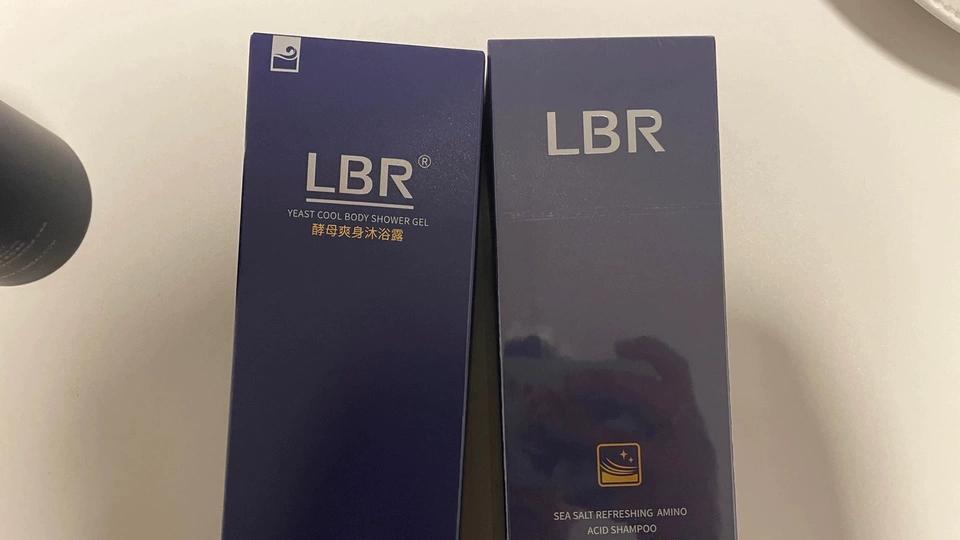 LBR®
YEAST COOL BODY SHOWER GEL
酵母爽身沐浴露
LBR
SEA SALT REFRESHING AMINO
ACID SHAMPOO